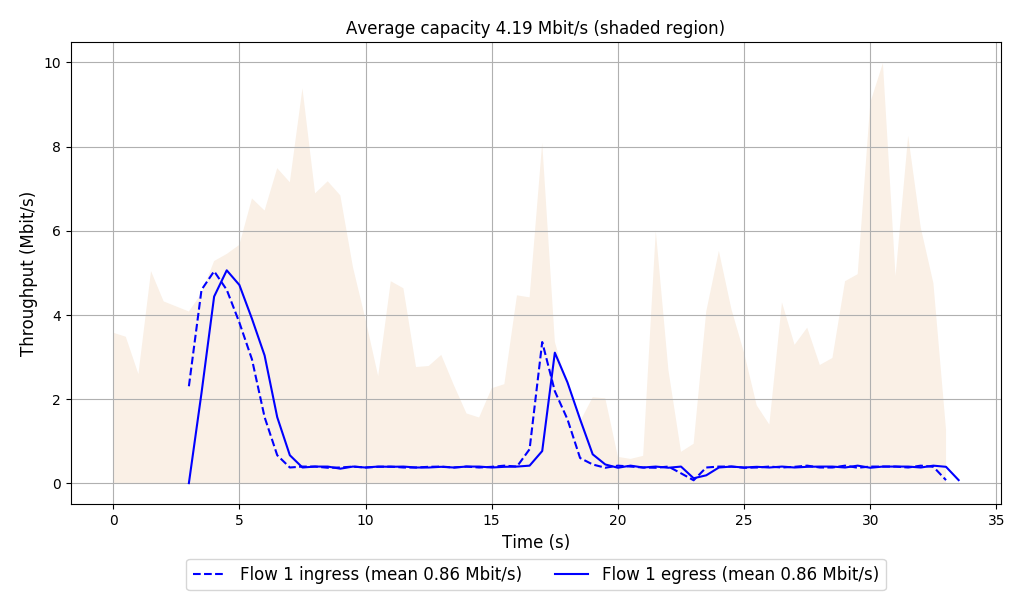 Average capacity 4.19 Mbit/s (shaded region)
10
8
6
4
2
0
Throughput (Mbit/s)
0 5 10 15 20 25 30 35
Time (s)
Flow 1 ingress (mean 0.86 Mbit/s) Flow 1 egress (mean 0.86 Mbit/s)